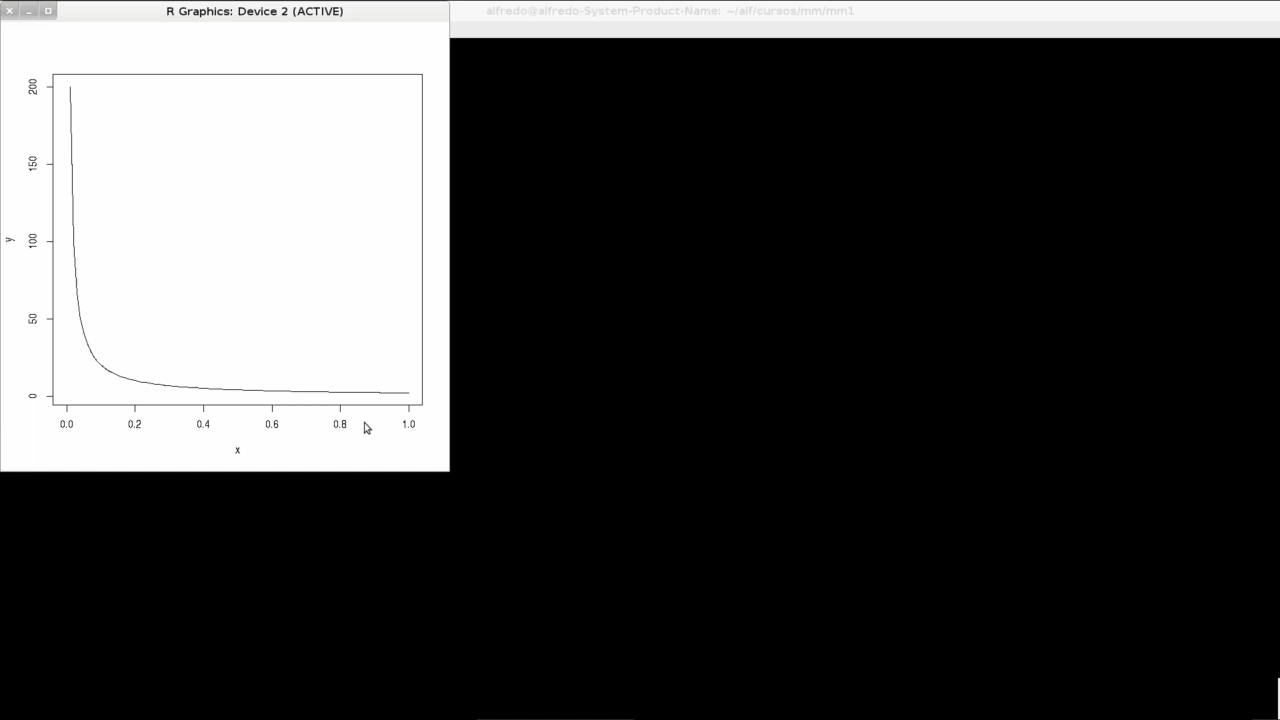 R Graphics: Device 2 (ACTIVE)
alfredo@alfredo-System-Product-Name: ~/alf/cursos/mm/mm1
200
150
100
50
0
y
0.0 0.2 0.4 0.6 0.8 1.0
x